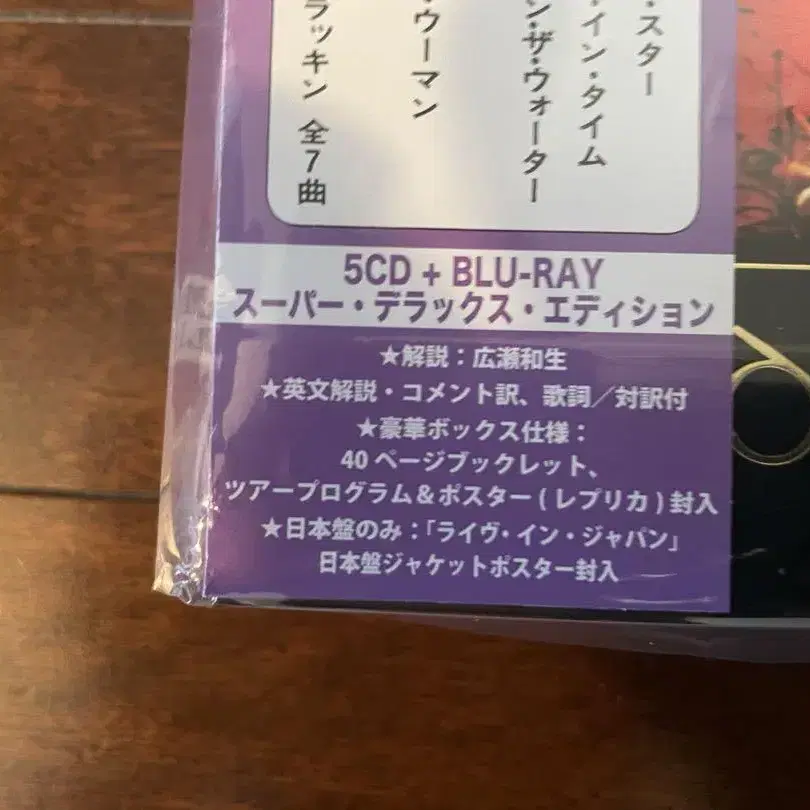 ・スター
・イン・タイム
ン・ザ・ウォーター
・ウーマン
ラッキン 全7曲
5CD + BLU-RAY
スーパー・デラックス・エディション
★解説：広瀬和生
★英文解説・コメント訳、歌詞／対訳付
★豪華ボックス仕様：
40ページブックレット、
ツアープログラム＆ポスター(レプリカ)封入
★日本盤のみ：「ライヴ・イン・ジャパン」
日本盤ジャケットポスター封入